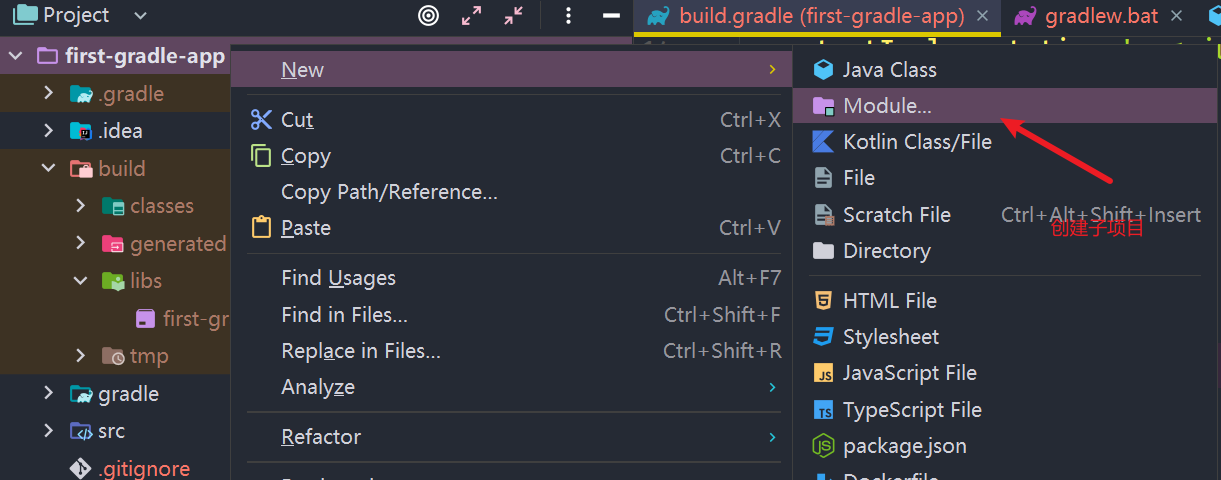 Project
build.gradle (first-gradle-app)
gradlew.bat
first-gradle-app
.gradle
.idea
build
classes
generated
libs
first-gr
tmp
gradle
src
.gitignore
New
Cut Ctrl+X
Copy Ctrl+C
Copy Path/Reference...
Paste Ctrl+V
Find Usages Alt+F7
Find in Files... Ctrl+Shift+F
Replace in Files... Ctrl+Shift+R
Analyze
Refactor
Java Class
Module...
Kotlin Class/File
File
Scratch File Ctrl+Alt+Shift+Insert
创建子项目
Directory
HTML File
Stylesheet
JavaScript File
TypeScript File
package.json
Dockerfile